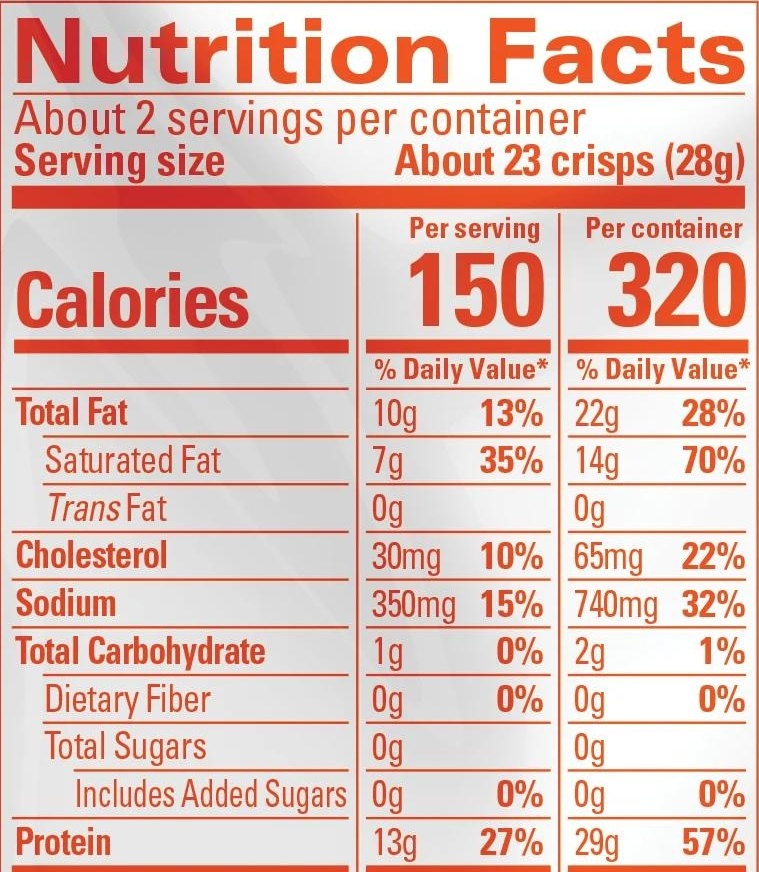 Nutrition Facts
About 2 servings per container
Serving size About 23 crisps (28g)
Per serving Per container
Calories 150 320
% Daily Value* % Daily Value*
Total Fat 10g 13% 22g 28%
Saturated Fat 7g 35% 14g 70%
Trans Fat 0g 0g
Cholesterol 30mg 10% 65mg 22%
Sodium 350mg 15% 740mg 32%
Total Carbohydrate 1g 0% 2g 1%
Dietary Fiber 0g 0% 0g 0%
Total Sugars 0g 0g
Includes Added Sugars 0g 0% 0g 0%
Protein 13g 27% 29g 57%